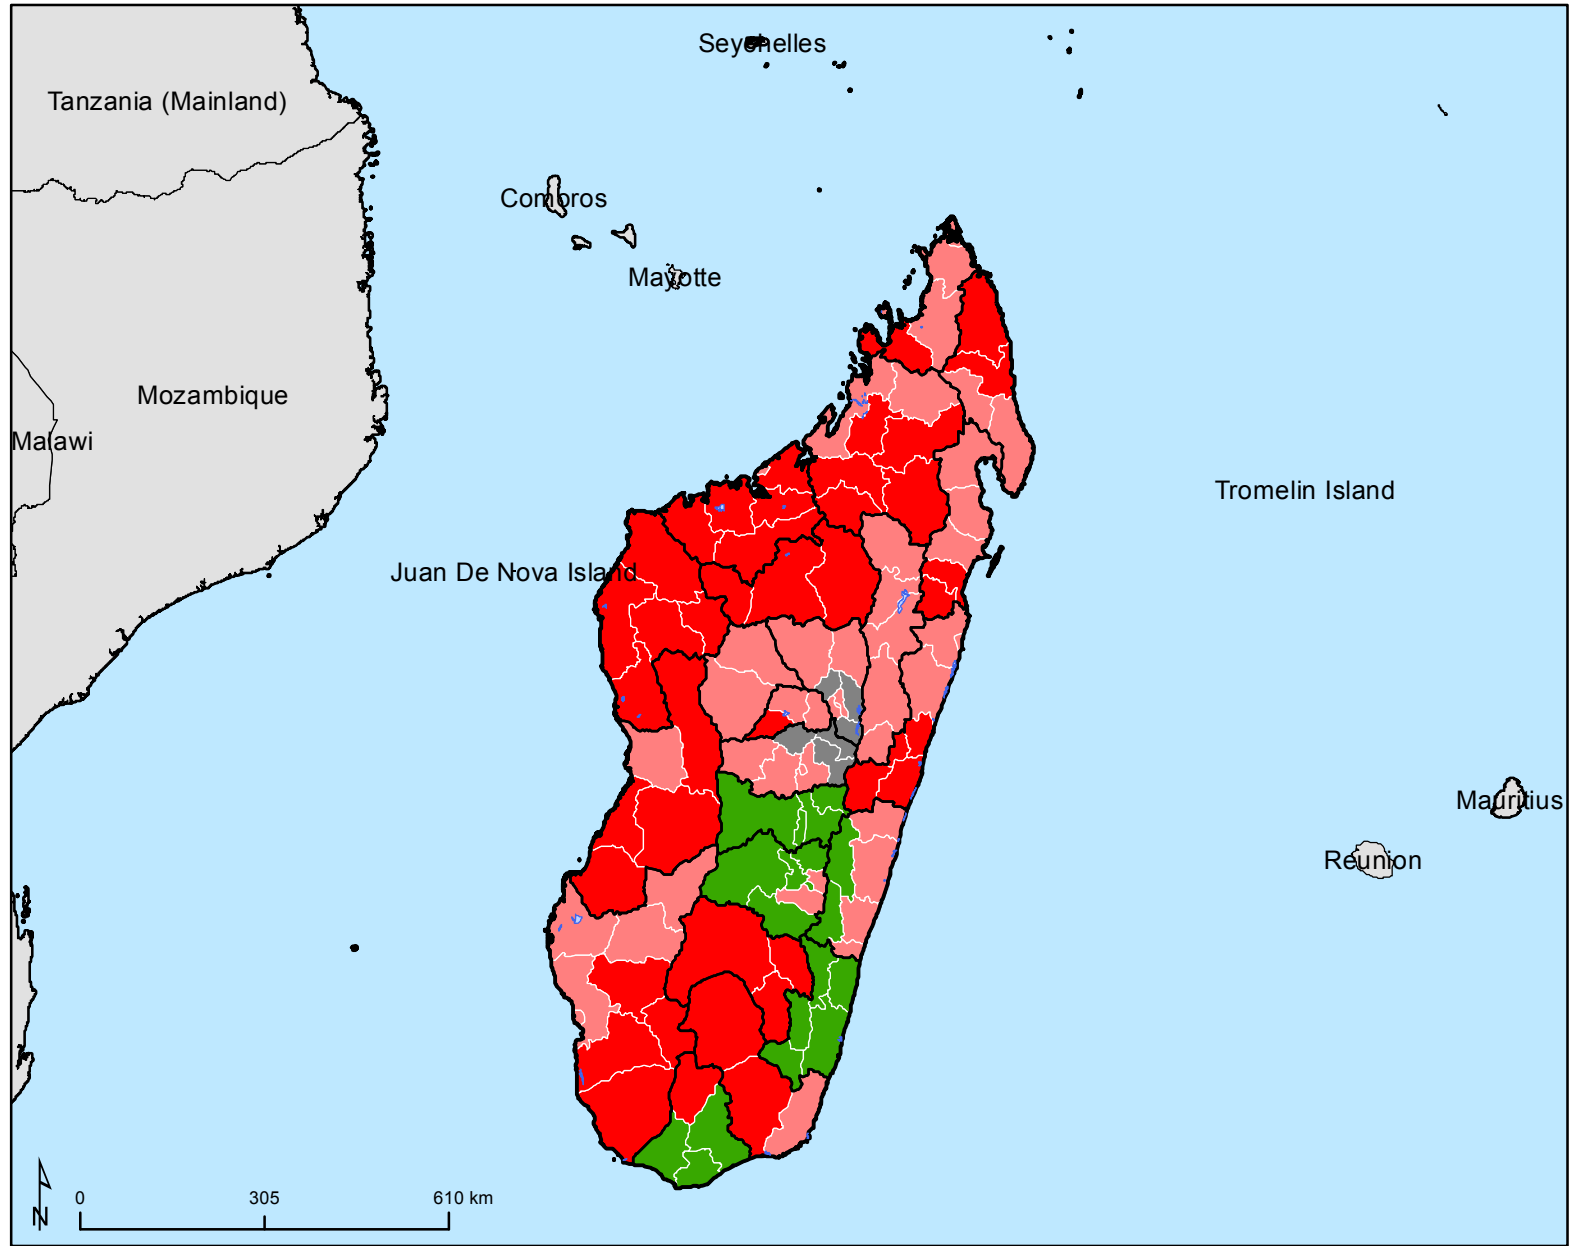 Seychelles
Tanzania (Mainland)
Comoros
Mayotte
Mozambique
Malawi
Tromelin Island
Juan De Nova Island
Mauritius
Reunion
N
0 305 610 km